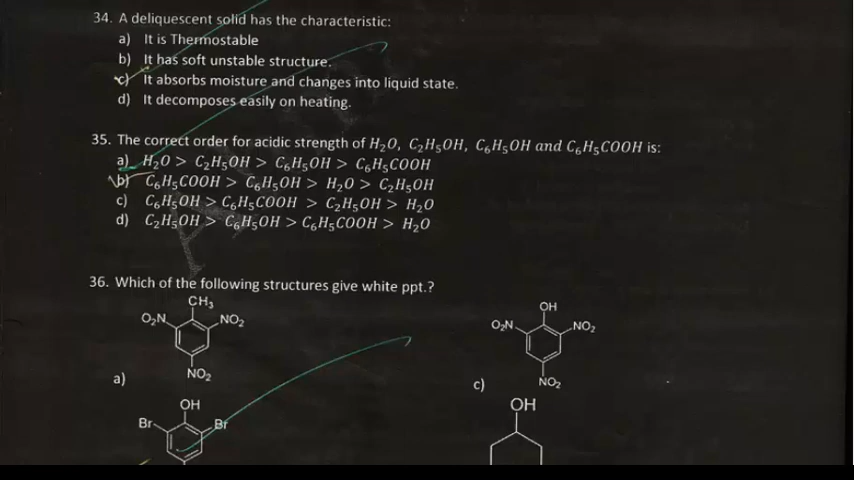 34. A deliquescent solid has the characteristic:
a) It is Thermostable
b) It has soft unstable structure.
c) It absorbs moisture and changes into liquid state.
d) It decomposes easily on heating.
35. The correct order for acidic strength of H₂O, C₂H₅OH, C₆H₅OH and C₆H₅COOH is:
a) H₂O > C₂H₅OH > C₆H₅OH > C₆H₅COOH
b) C₆H₅COOH > C₆H₅OH > H₂O > C₂H₅OH
c) C₆H₅OH > C₆H₅COOH > C₂H₅OH > H₂O
d) C₂H₅OH > C₆H₅OH > C₆H₅COOH > H₂O
36. Which of the following structures give white ppt.?
CH₃
O₂N NO₂
NO₂
a)
OH
O₂N NO₂
NO₂
c)
OH
Br Br
OH